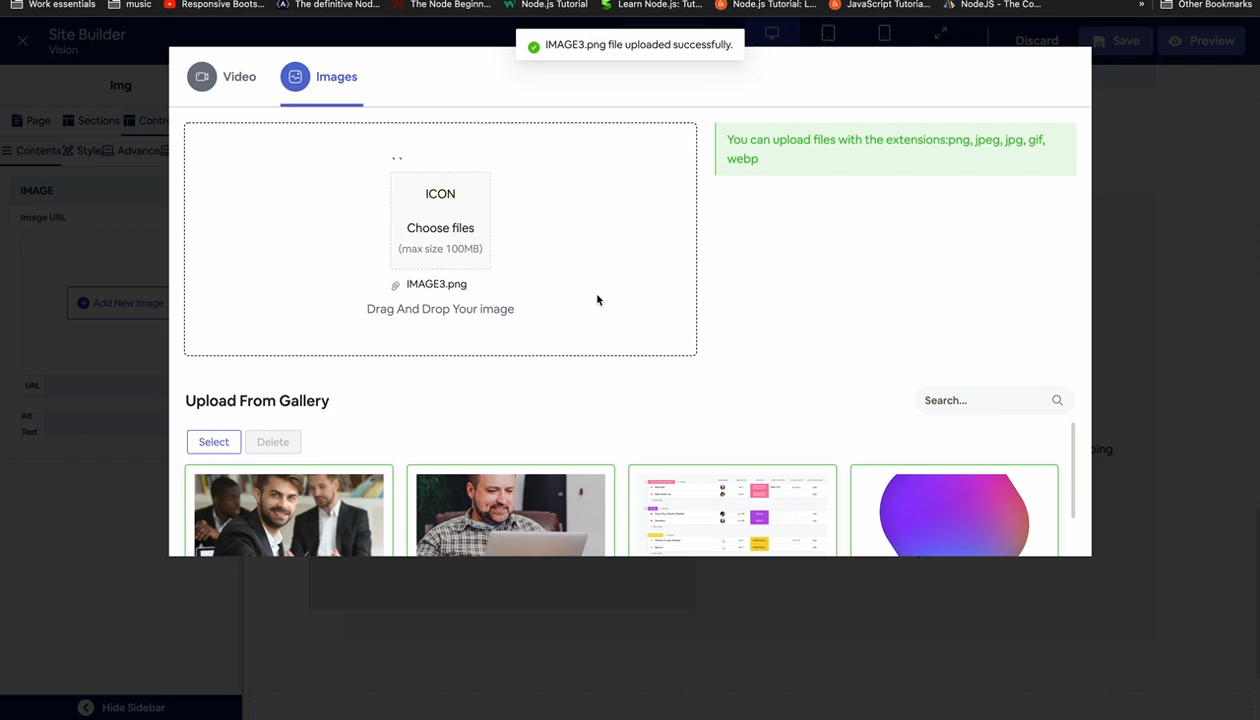 Work essentials
music
Responsive Boots...
The definitive Nod...
The Node Beginn...
Node.js Tutorial
Learn Node.js: Tut...
Node.js Tutorial: L...
JavaScript Tutoria...
NodeJS - The Co...
»
Other Bookmarks
Site Builder
Vision
IMAGE3.png file uploaded successfully.
Discard
Save
Preview
Img
Video
Images
Page
Sections
Contro
Contents
Style
Advance
You can upload files with the extensions:png, jpeg, jpg, gif,
webp
IMAGE
Image URL
` `
ICON
Choose files
(max size 100MB)
IMAGE3.png
Drag And Drop Your image
Add New Image
URL
Alt
Text
Upload From Gallery
Search...
Select
Delete
ping
Hide Sidebar